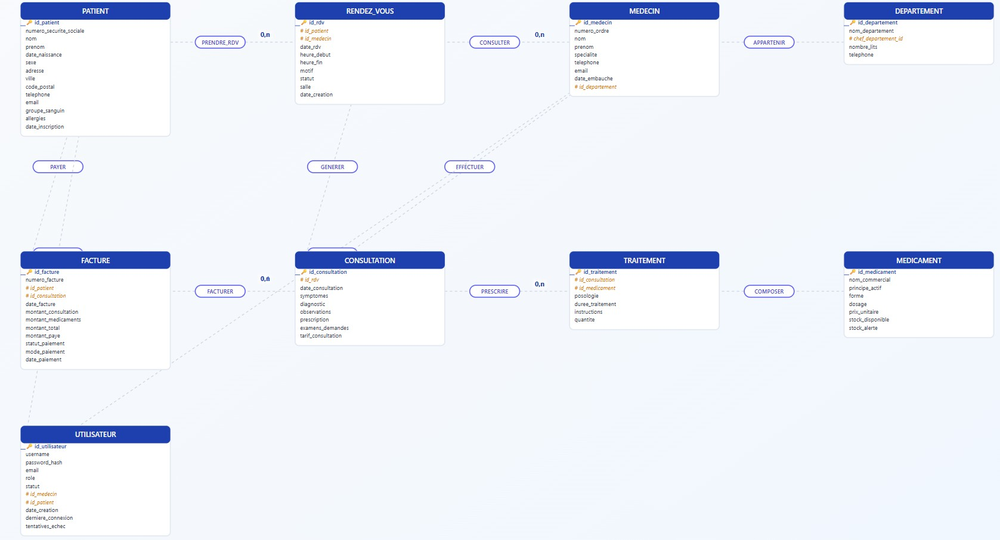 PATIENT
id_patient
numero_securite_sociale
nom
prenom
date_naissance
sexe
adresse
ville
code_postal
telephone
email
groupe_sanguin
allergies
date_inscription
PRENDRE_RDV
0,n
RENDEZ_VOUS
id_rdv
# id_patient
# id_medecin
date_rdv
heure_debut
heure_fin
motif
statut
salle
date_creation
CONSULTER
0,n
MEDECIN
id_medecin
numero_ordre
nom
prenom
specialite
telephone
email
date_embauche
# id_departement
APPARTENIR
DEPARTEMENT
id_departement
nom_departement
# chef_departement_id
nombre_lits
telephone
PAYER
GENERER
EFFECTUER
FACTURE
id_facture
numero_facture
# id_patient
# id_consultation
date_facture
montant_consultation
montant_medicaments
montant_total
montant_paye
statut_paiement
mode_paiement
date_paiement
FACTURER
0,n
CONSULTATION
id_consultation
# id_rdv
date_consultation
symptomes
diagnostic
observations
prescription
examens_demandes
tarif_consultation
PRESCRIRE
0,n
TRAITEMENT
id_traitement
# id_consultation
# id_medicament
posologie
duree_traitement
instructions
quantite
COMPOSER
MEDICAMENT
id_medicament
nom_commercial
principe_actif
forme
dosage
prix_unitaire
stock_disponible
stock_alerte
UTILISATEUR
id_utilisateur
username
password_hash
email
role
statut
# id_medecin
# id_patient
date_creation
derniere_connexion
tentatives_echec